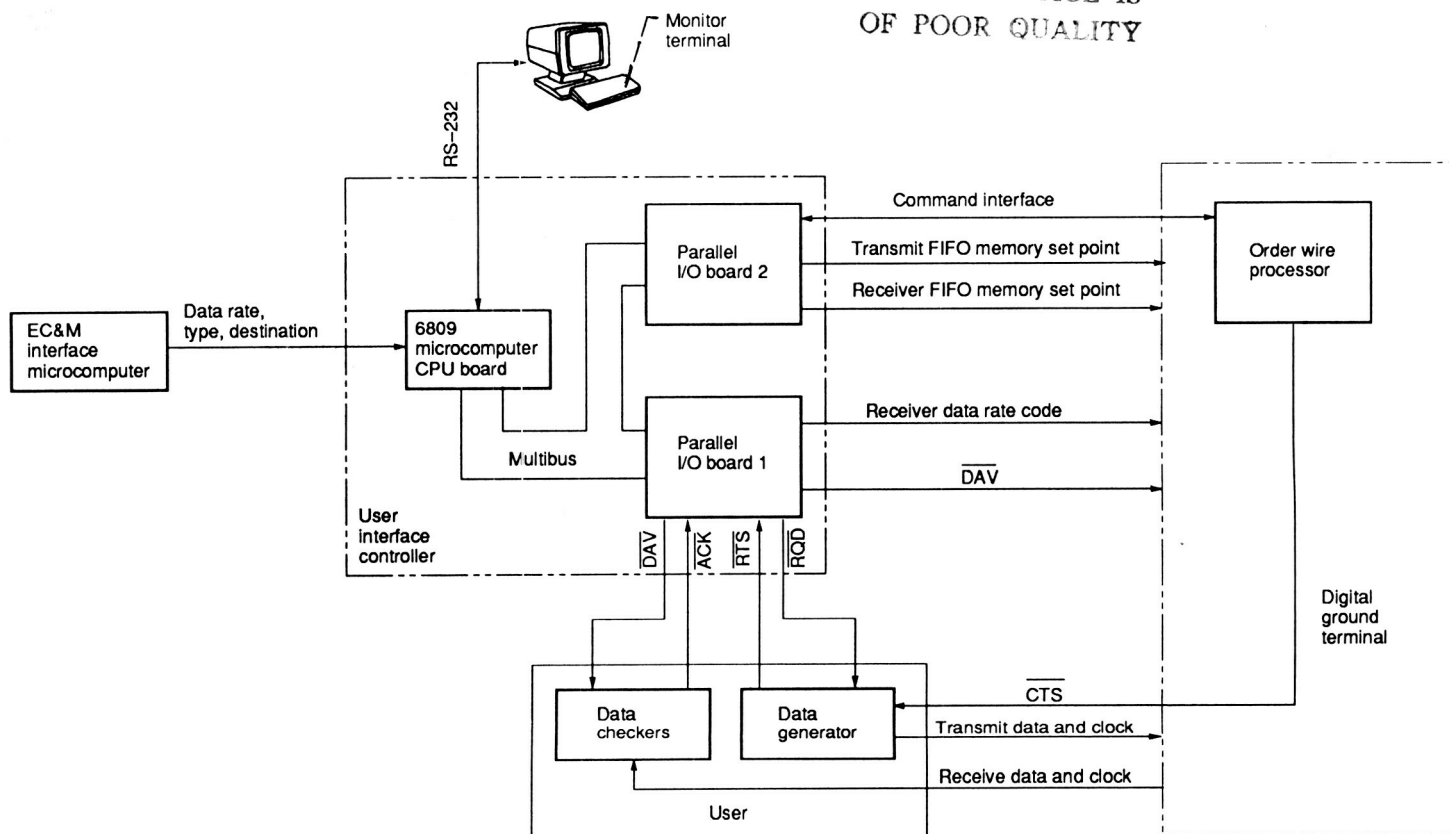 OF POOR QUALITY
Monitor
terminal
RS-232
Command interface
Parallel
I/O board 2
Order wire
processor
Transmit FIFO memory set point
Receiver FIFO memory set point
Data rate,
type, destination
EC&M
interface
microcomputer
6809
microcomputer
CPU board
Receiver data rate code
Parallel
I/O board 1
Multibus
DAV
User
interface
controller
DAV
ACK
RTS
RQD
Digital
ground
terminal
CTS
Data
checkers
Data
generator
Transmit data and clock
Receive data and clock
User